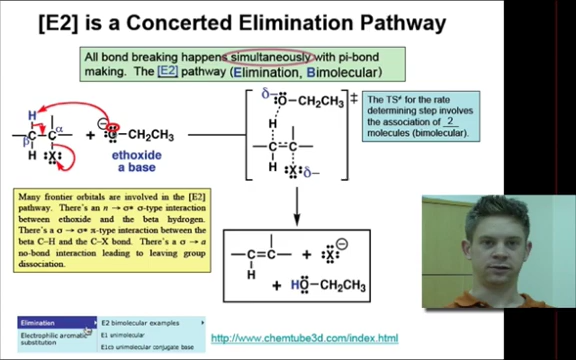 [E2] is a Concerted Elimination Pathway
All bond breaking happens simultaneously with pi-bond
making. The [E2] pathway (Elimination, Bimolecular)
H
α
—C—C—
β
H :X:
+
:O—CH2CH3
ethoxide
a base
δ− :O—CH2CH3 ‡
H
—C=C—
H :X: δ−
The TS‡ for the rate
determining step involves
the association of 2
molecules (bimolecular).
Many frontier orbitals are involved in the [E2]
pathway. There's an n → σ* σ-type interaction
between ethoxide and the beta hydrogen.
There's a σ → σ* π-type interaction between the
beta C–H and the C–X bond. There's a σ → a
no-bond interaction leading to leaving group
dissociation.
—C=C— + :X: ⊖
H
+ HO—CH2CH3
Elimination
Electrophilic aromatic
substitution
E2 bimolecular examples
E1 unimolecular
E1cb unimolecular conjugate base
http://www.chemtube3d.com/index.html